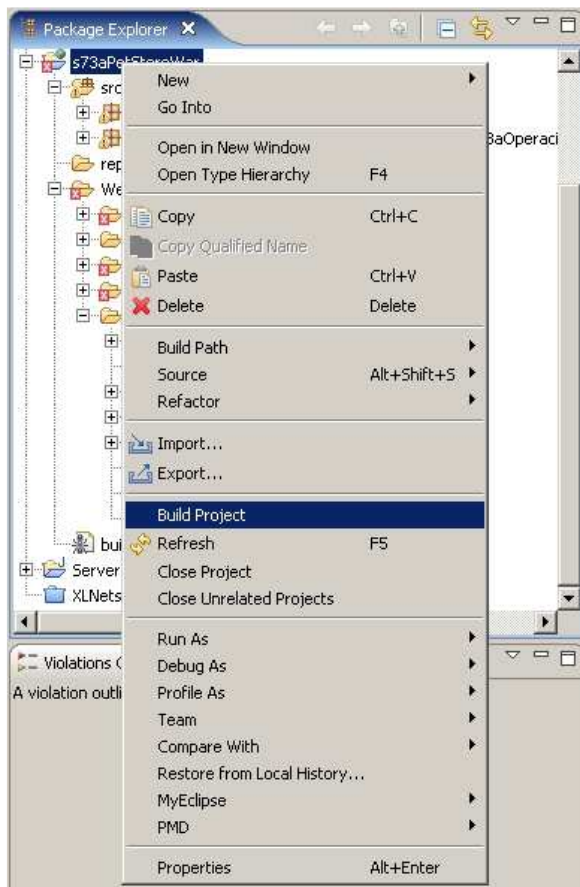 Package Explorer
s73aPetStoreWar
New
src
Go Into
Open in New Window
3aOperaci
Open Type Hierarchy F4
rep
We
Copy Ctrl+C
Copy Qualified Name
Paste Ctrl+V
Delete Delete
Build Path
Source Alt+Shift+S
Refactor
Import...
Export...
Build Project
bui
Refresh F5
Server
Close Project
XLNets
Close Unrelated Projects
Run As
Violations O
Debug As
A violation outli
Profile As
Team
Compare With
Restore from Local History...
MyEclipse
PMD
Properties Alt+Enter